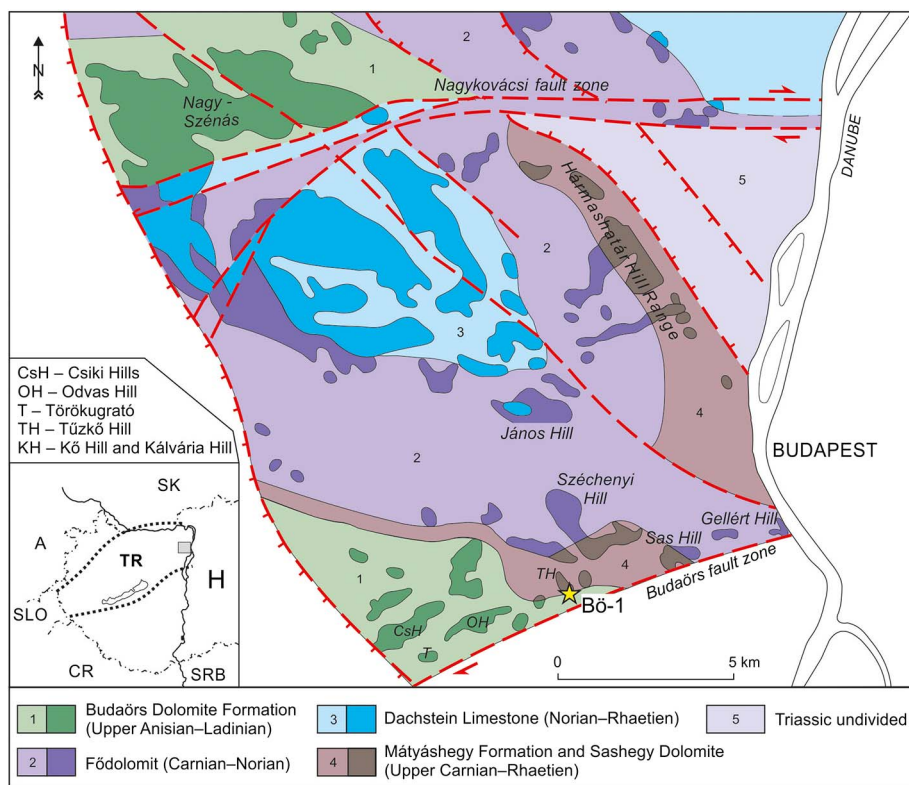 N
1
2
Nagykovácsi fault zone
Nagy -
Szénás
DANUBE
5
Hármashatár Hill Range
2
3
4
János Hill
2
BUDAPEST
CsH – Csiki Hills
OH – Odvas Hill
T – Törökugrató
TH – Tűzkő Hill
KH – Kő Hill and Kálvária Hill
Széchenyi
Hill
Gellért Hill
Sas Hill
Budaörs fault zone
1
TH
4
Bö-1
CsH
OH
T
0
5 km
SK
A
TR
H
SLO
CR
SRB
1 Budaörs Dolomite Formation
(Upper Anisian–Ladinian)
2 Fődolomit (Carnian–Norian)
3 Dachstein Limestone (Norian–Rhaetien)
4 Mátyáshegy Formation and Sashegy Dolomite
(Upper Carnian–Rhaetien)
5 Triassic undivided